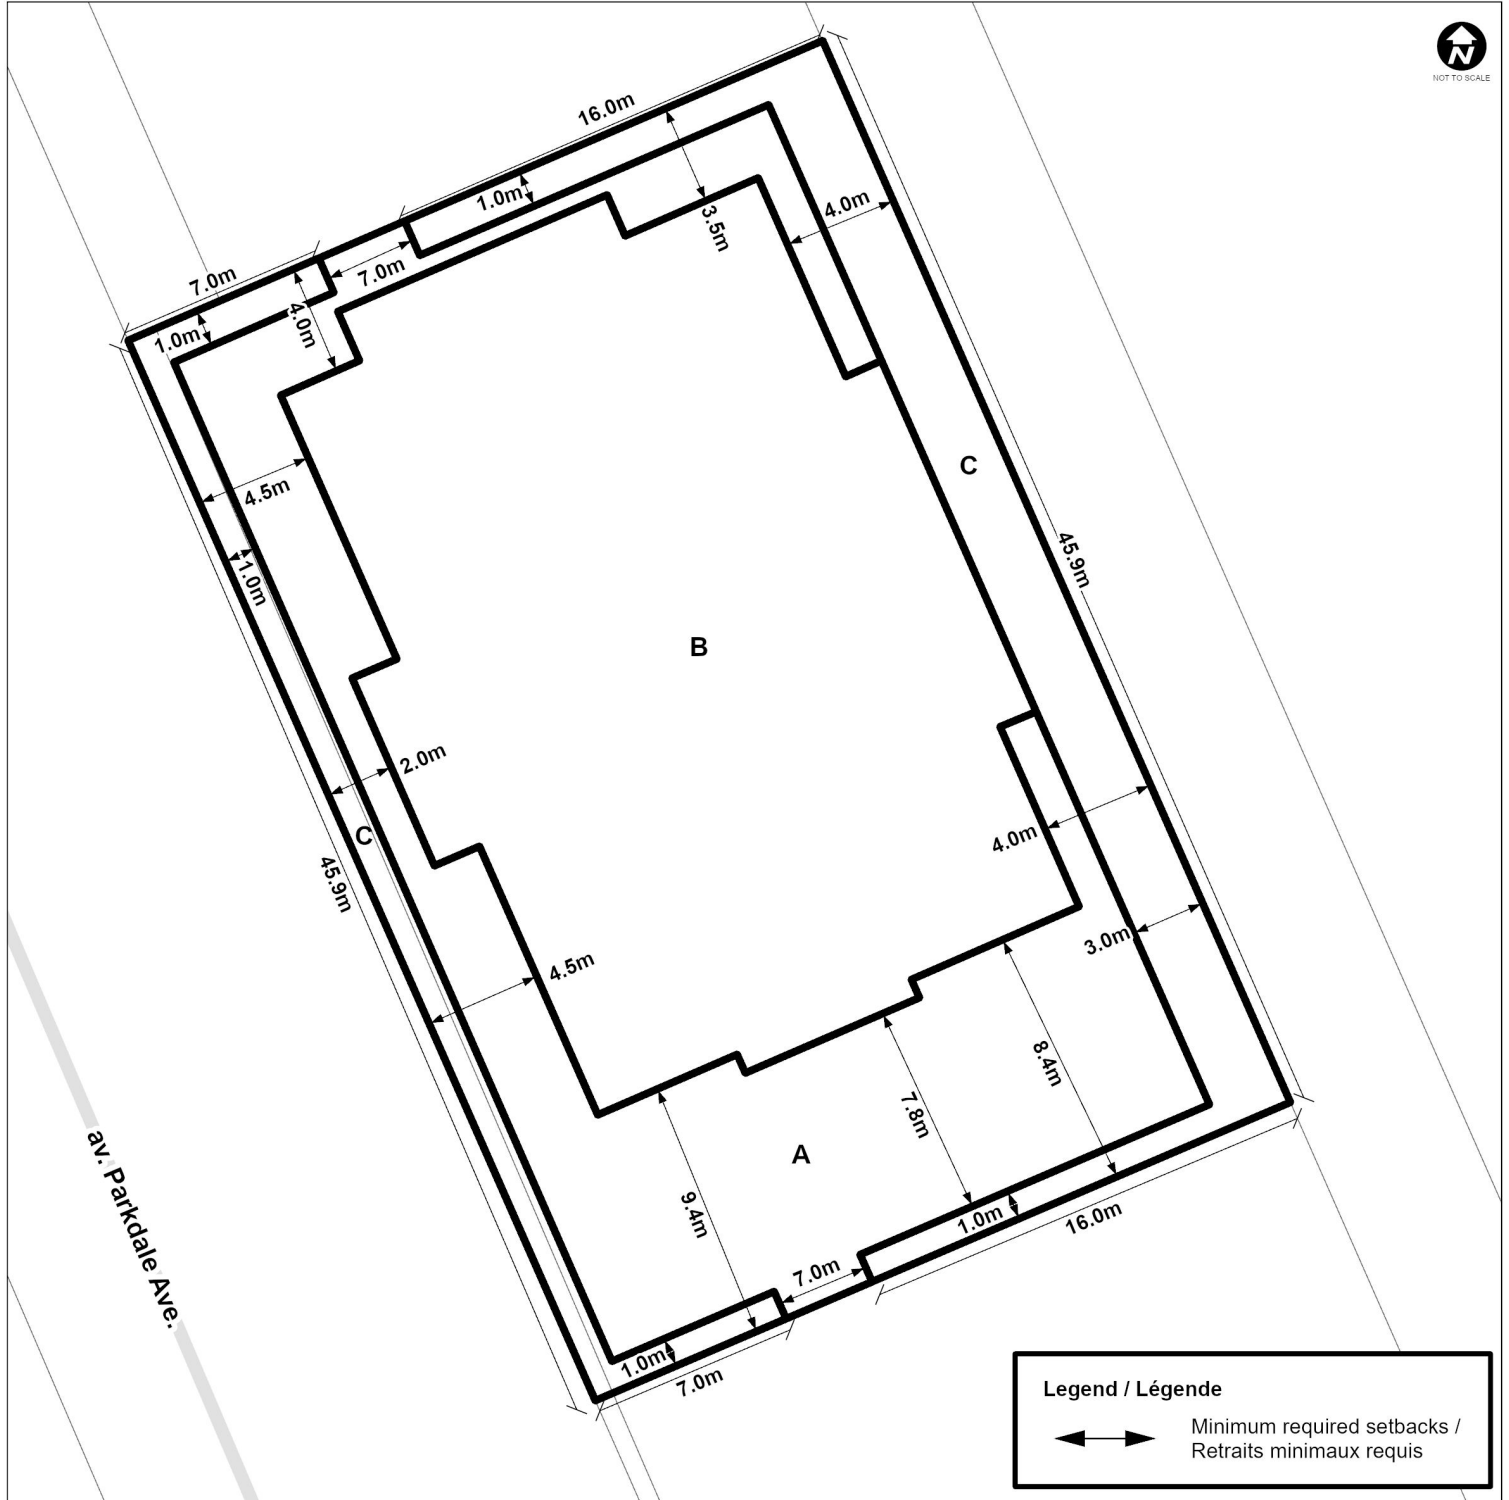 N
NOT TO SCALE
16.0m
1.0m
3.5m
4.0m
7.0m
7.0m
4.0m
1.0m
4.5m
1.0m
C
45.9m
B
2.0m
C
45.9m
4.0m
3.0m
4.5m
8.4m
7.8m
A
9.4m
1.0m
16.0m
7.0m
1.0m
7.0m
av. Parkdale Ave.
Legend / Légende
Minimum required setbacks /
Retraits minimaux requis